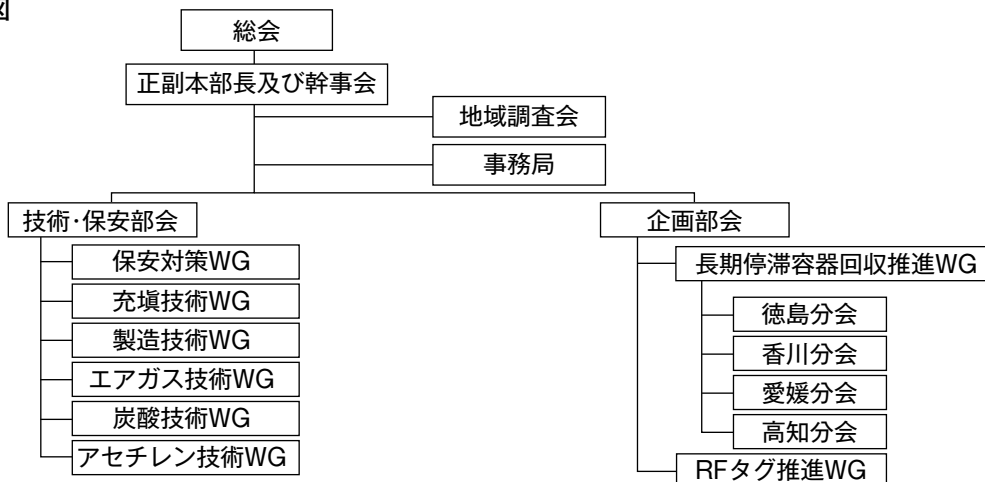 図
総会
正副本部長及び幹事会
地域調査会
事務局
技術・保安部会
保安対策WG
充塡技術WG
製造技術WG
エアガス技術WG
炭酸技術WG
アセチレン技術WG
企画部会
長期停滞容器回収推進WG
徳島分会
香川分会
愛媛分会
高知分会
RFタグ推進WG